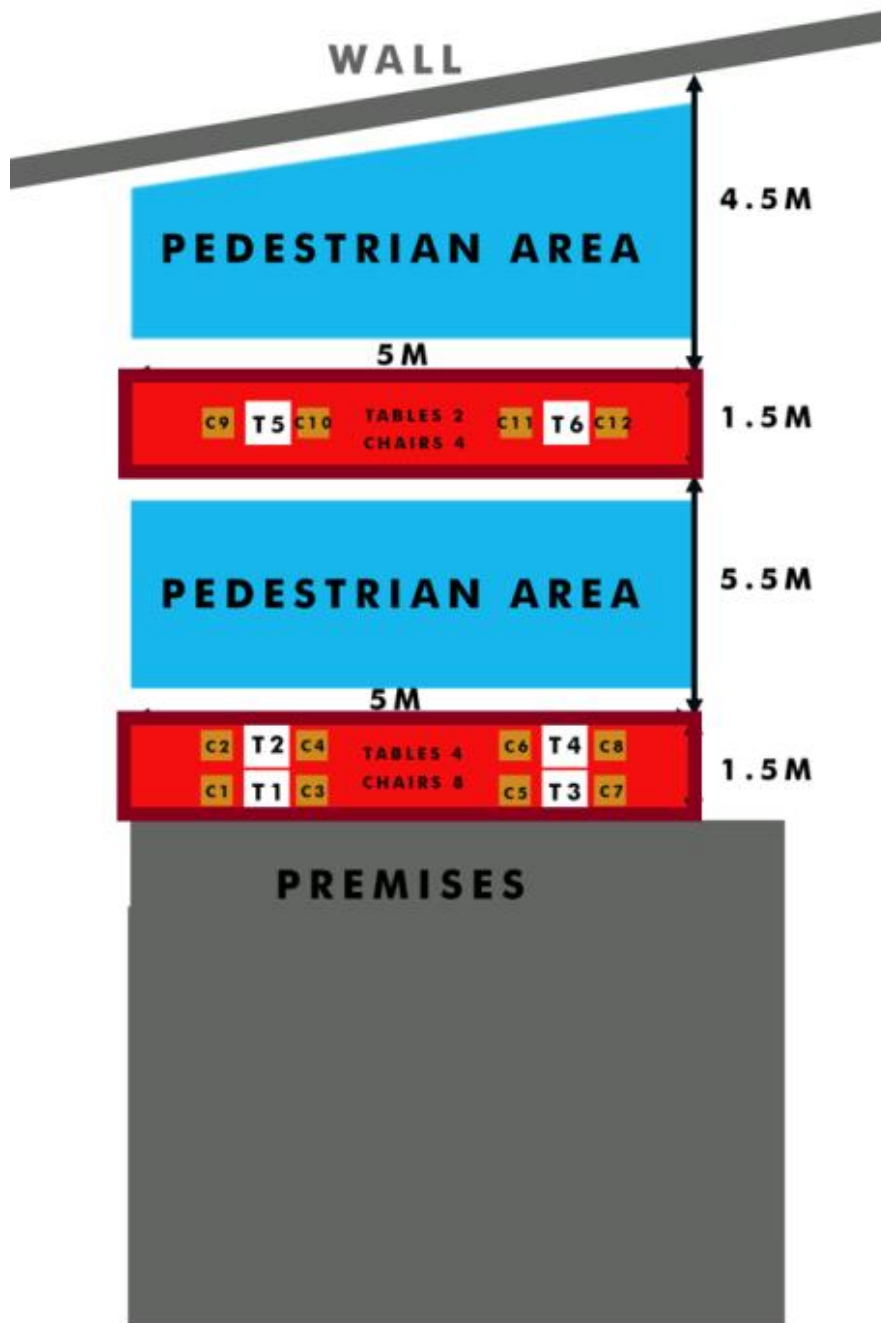 WALL
4.5M
PEDESTRIAN AREA
5M
C9 T5 C10 TABLES 2 C11 T6 C12 1.5M
CHAIRS 4
PEDESTRIAN AREA 5.5M
5M
C2 T2 C4 TABLES 4 C6 T4 C8
C1 T1 C3 CHAIRS 8 C5 T3 C7 1.5M
PREMISES